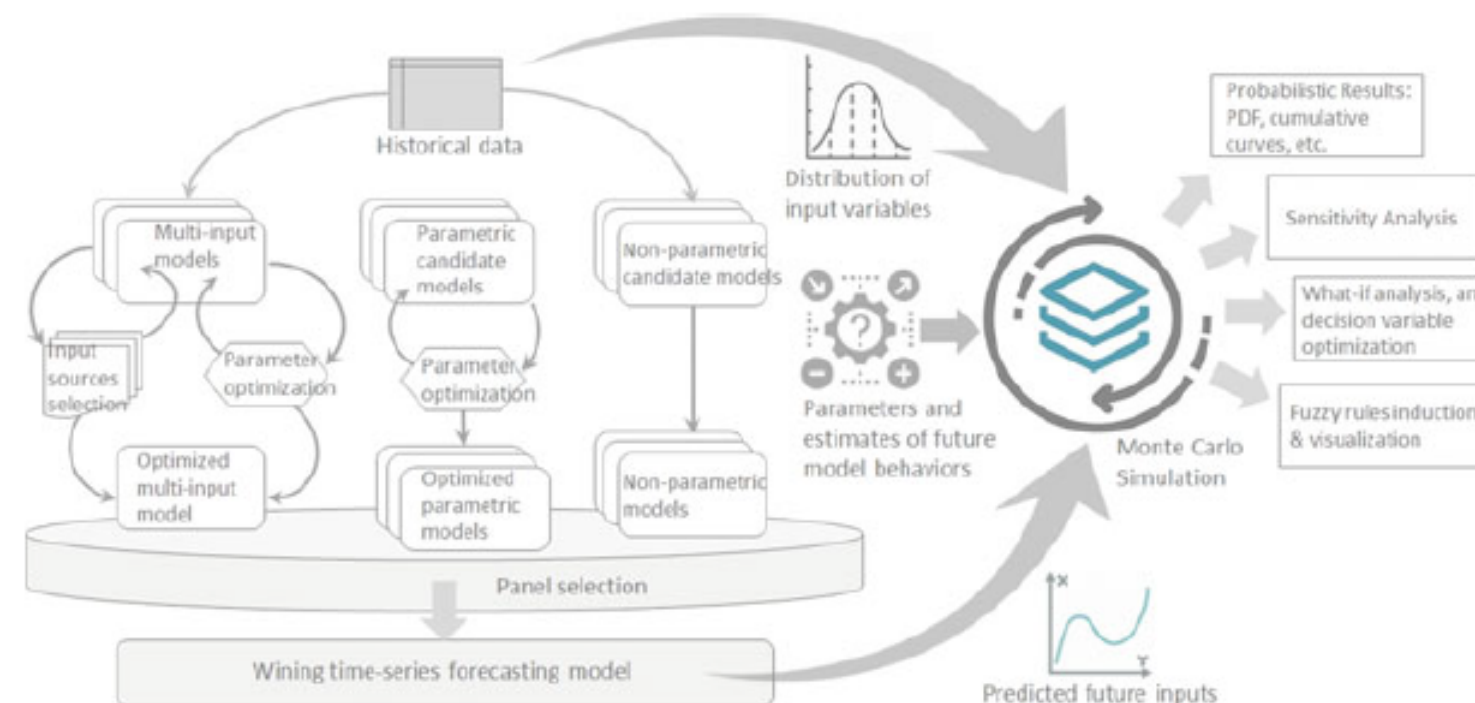 Historical data
Multi-input
models
Parametric
candidate
models
Non-parametric
candidate models
Input
sources
selection
Parameter
optimization
Parameter
optimization
Optimized
multi-input
model
Optimized
parametric
models
Non-parametric
models
Panel selection
Wining time-series forecasting model
Distribution of
input variables
?
Parameters and
estimates of future
model behaviors
Monte Carlo
Simulation
X
Y
Predicted future inputs
Probabilistic Results:
PDF, cumulative
curves, etc.
Sensitivity Analysis
What-if analysis, an
decision variable
optimization
Fuzzy rules induction
& visualization